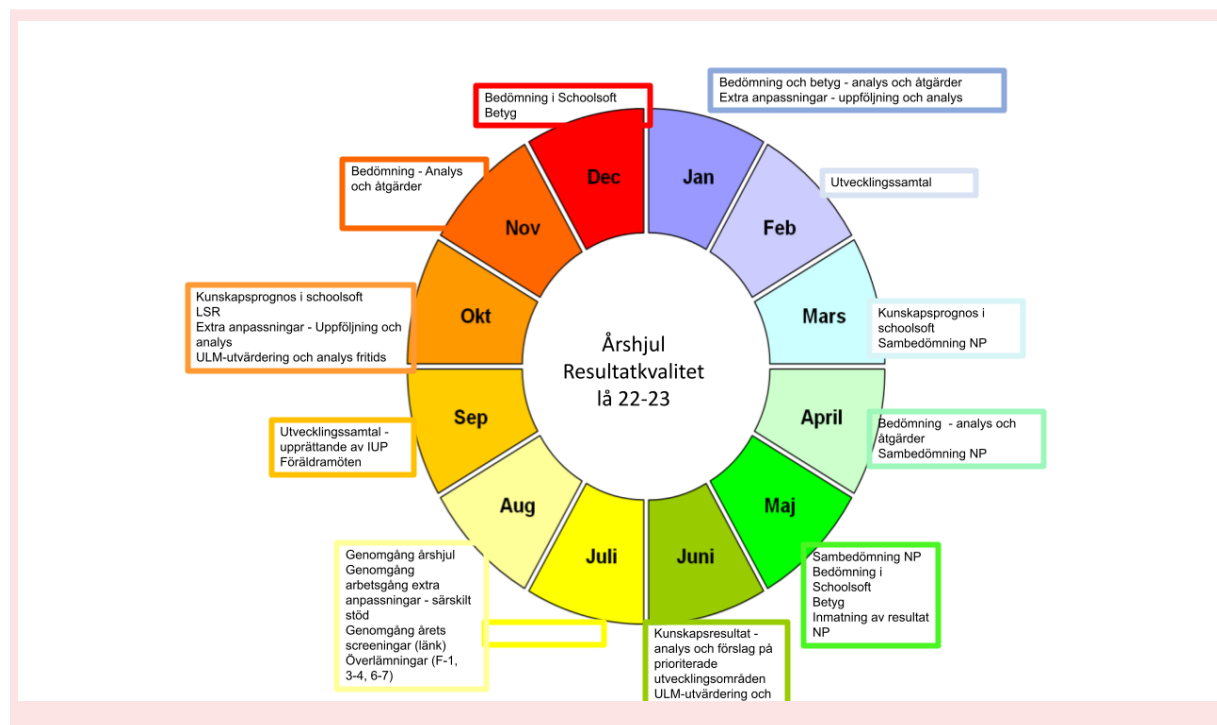 Bedömning i Schoolsoft
Betyg
Bedömning och betyg - analys och åtgärder
Extra anpassningar - uppföljning och analys
Bedömning - Analys
och åtgärder
Utvecklingssamtal
Kunskapsprognos i schoolsoft
LSR
Extra anpassningar - Uppföljning och
analys
ULM-utvärdering och analys fritids
Kunskapsprognos i
schoolsoft
Sambedömning NP
Utvecklingssamtal -
upprättande av IUP
Föräldramöten
Bedömning - analys och
åtgärder
Sambedömning NP
Genomgång årshjul
Genomgång
arbetsgång extra
anpassningar - särskilt
stöd
Genomgång årets
screeningar (länk)
Överlämningar (F-1,
3-4, 6-7)
Kunskapsresultat -
analys och förslag på
prioriterade
utvecklingsområden
ULM-utvärdering och
Sambedömning NP
Bedömning i
Schoolsoft
Betyg
Inmatning av resultat
NP
Dec
Jan
Feb
Mars
April
Maj
Juni
Juli
Aug
Sep
Okt
Nov
Årshjul
Resultatkvalitet
lå 22-23